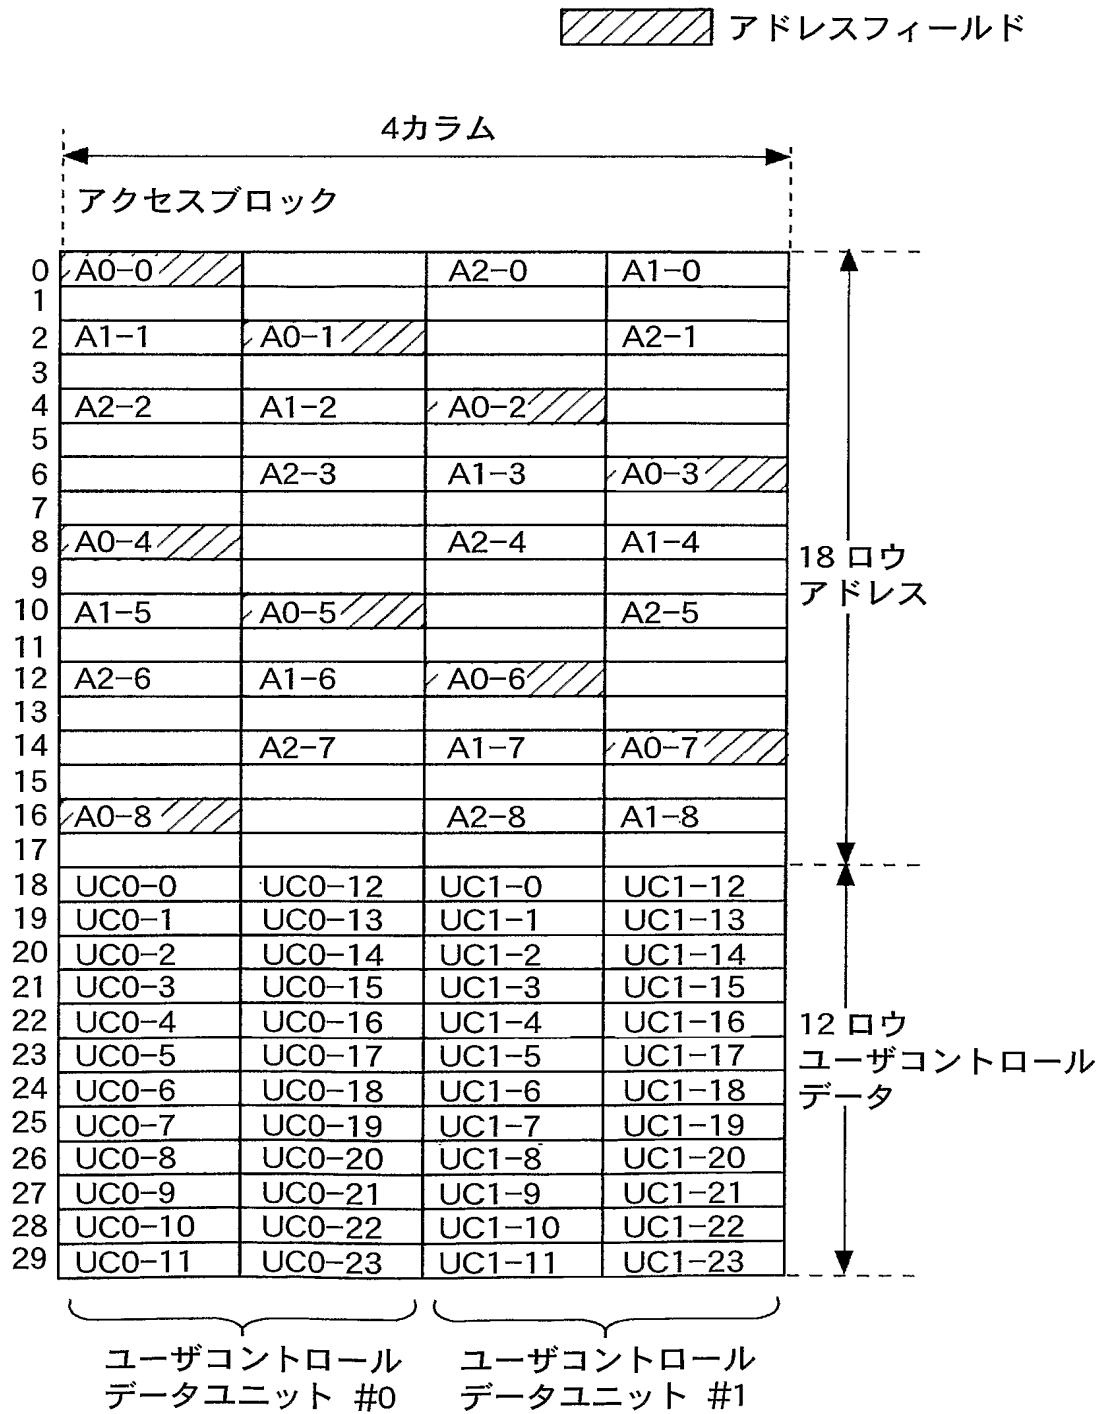 アドレスフィールド
4カラム
アクセスブロック
0 A0-0 A2-0 A1-0
1
2 A1-1 A0-1 A2-1
3
4 A2-2 A1-2 A0-2
5
6 A2-3 A1-3 A0-3
7
8 A0-4 A2-4 A1-4
9
10 A1-5 A0-5 A2-5
11
12 A2-6 A1-6 A0-6
13
14 A2-7 A1-7 A0-7
15
16 A0-8 A2-8 A1-8
17
18 ロウ
アドレス
18 UC0-0 UC0-12 UC1-0 UC1-12
19 UC0-1 UC0-13 UC1-1 UC1-13
20 UC0-2 UC0-14 UC1-2 UC1-14
21 UC0-3 UC0-15 UC1-3 UC1-15
22 UC0-4 UC0-16 UC1-4 UC1-16
23 UC0-5 UC0-17 UC1-5 UC1-17
24 UC0-6 UC0-18 UC1-6 UC1-18
25 UC0-7 UC0-19 UC1-7 UC1-19
26 UC0-8 UC0-20 UC1-8 UC1-20
27 UC0-9 UC0-21 UC1-9 UC1-21
28 UC0-10 UC0-22 UC1-10 UC1-22
29 UC0-11 UC0-23 UC1-11 UC1-23
12 ロウ
ユーザコントロール
データ
ユーザコントロール
データユニット #0
ユーザコントロール
データユニット #1